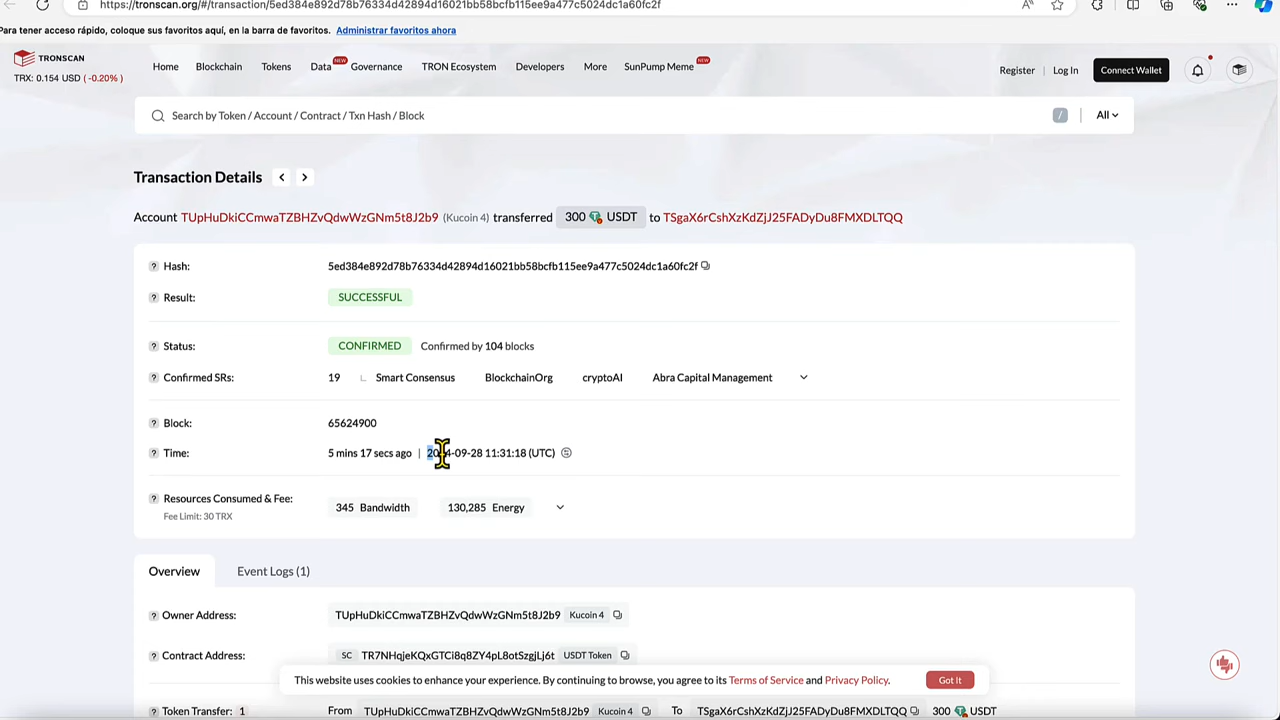 https://tronscan.org/#/transaction/5ed384e892d78b76334d42894d16021bb58bcfb115ee9a477c5024dc1a60fc2f
Para tener acceso rápido, coloque sus favoritos aquí, en la barra de favoritos. Administrar favoritos ahora
TRONSCAN
TRX: 0.154 USD (-0.20%)
Home Blockchain Tokens Data NEW Governance TRON Ecosystem Developers More SunPump Meme NEW
Register | Log In Connect Wallet
Search by Token / Account / Contract / Txn Hash / Block / All
Transaction Details
Account TUpHuDkiCCmwaTZBHZvQdwWzGNm5t8J2b9 (Kucoin 4) transferred 300 USDT to TSgaX6rCshXzKdZjJ25FADyDu8FMXDLTQQ
Hash: 5ed384e892d78b76334d42894d16021bb58bcfb115ee9a477c5024dc1a60fc2f
Result: SUCCESSFUL
Status: CONFIRMED Confirmed by 104 blocks
Confirmed SRs: 19 Smart Consensus BlockchainOrg cryptoAI Abra Capital Management
Block: 65624900
Time: 5 mins 17 secs ago | 2024-09-28 11:31:18 (UTC)
Resources Consumed & Fee: 345 Bandwidth 130,285 Energy
Fee Limit: 30 TRX
Overview Event Logs (1)
Owner Address: TUpHuDkiCCmwaTZBHZvQdwWzGNm5t8J2b9 Kucoin 4
Contract Address: SC TR7NHqjeKQxGTCi8q8ZY4pL8otSzgjLj6t USDT Token
This website uses cookies to enhance your experience. By continuing to browse, you agree to its Terms of Service and Privacy Policy. Got It
Token Transfer: 1 From TUpHuDkiCCmwaTZBHZvQdwWzGNm5t8J2b9 Kucoin 4 To TSgaX6rCshXzKdZjJ25FADyDu8FMXDLTQQ 300 USDT